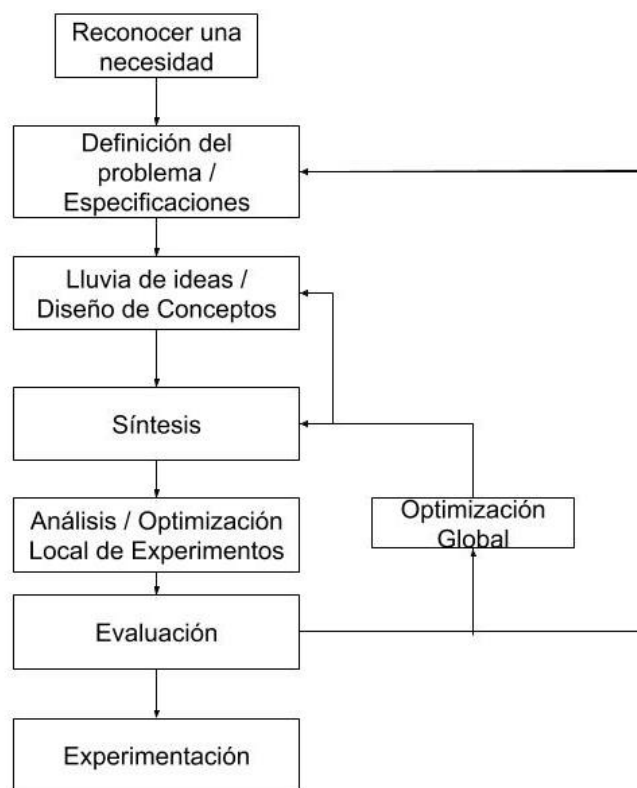 Reconocer una
necesidad
Definición del
problema /
Especificaciones
Lluvia de ideas /
Diseño de Conceptos
Síntesis
Análisis / Optimización
Local de Experimentos
Optimización
Global
Evaluación
Experimentación